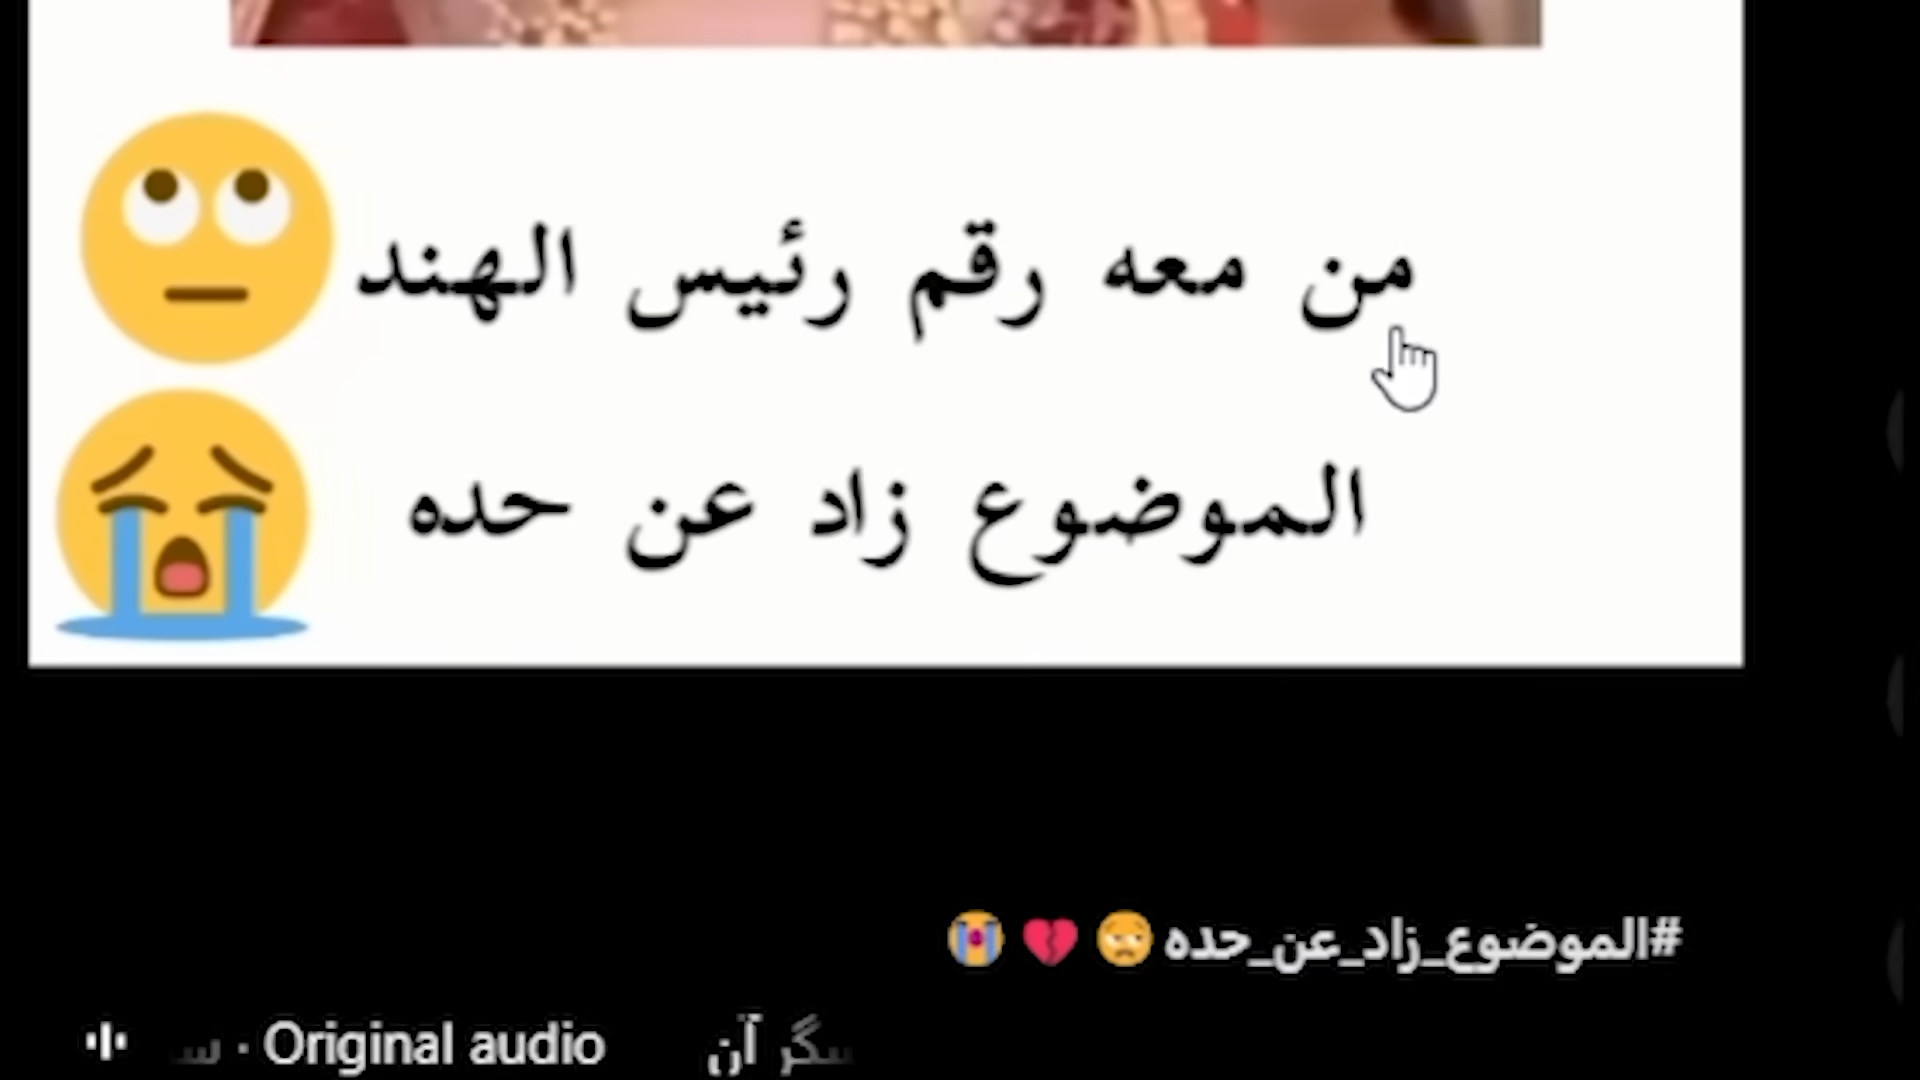 من معه رقم رئيس الهند 🙄
الموضوع زاد عن حده 😭
#الموضوع_زاد_عن_حده 😒 💔 😭
Original audio